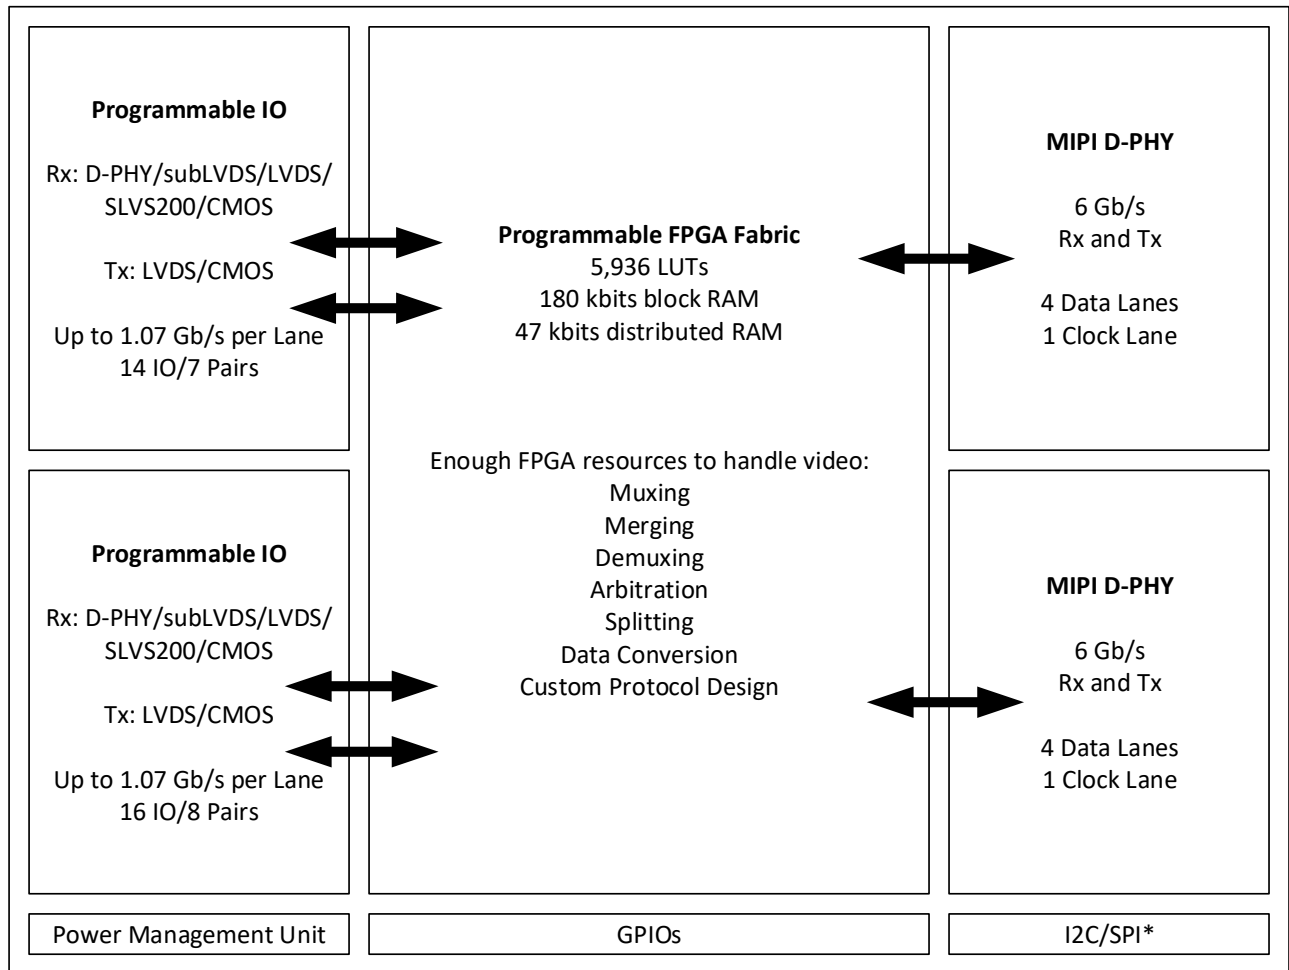 Programmable IO
Rx: D-PHY/subLVDS/LVDS/
SLVS200/CMOS
Tx: LVDS/CMOS
Up to 1.07 Gb/s per Lane
14 IO/7 Pairs
Programmable FPGA Fabric
5,936 LUTs
180 kbits block RAM
47 kbits distributed RAM
Enough FPGA resources to handle video:
Muxing
Merging
Demuxing
Arbitration
Splitting
Data Conversion
Custom Protocol Design
MIPI D-PHY
6 Gb/s
Rx and Tx
4 Data Lanes
1 Clock Lane
Programmable IO
Rx: D-PHY/subLVDS/LVDS/
SLVS200/CMOS
Tx: LVDS/CMOS
Up to 1.07 Gb/s per Lane
16 IO/8 Pairs
MIPI D-PHY
6 Gb/s
Rx and Tx
4 Data Lanes
1 Clock Lane
Power Management Unit
GPIOs
I2C/SPI*